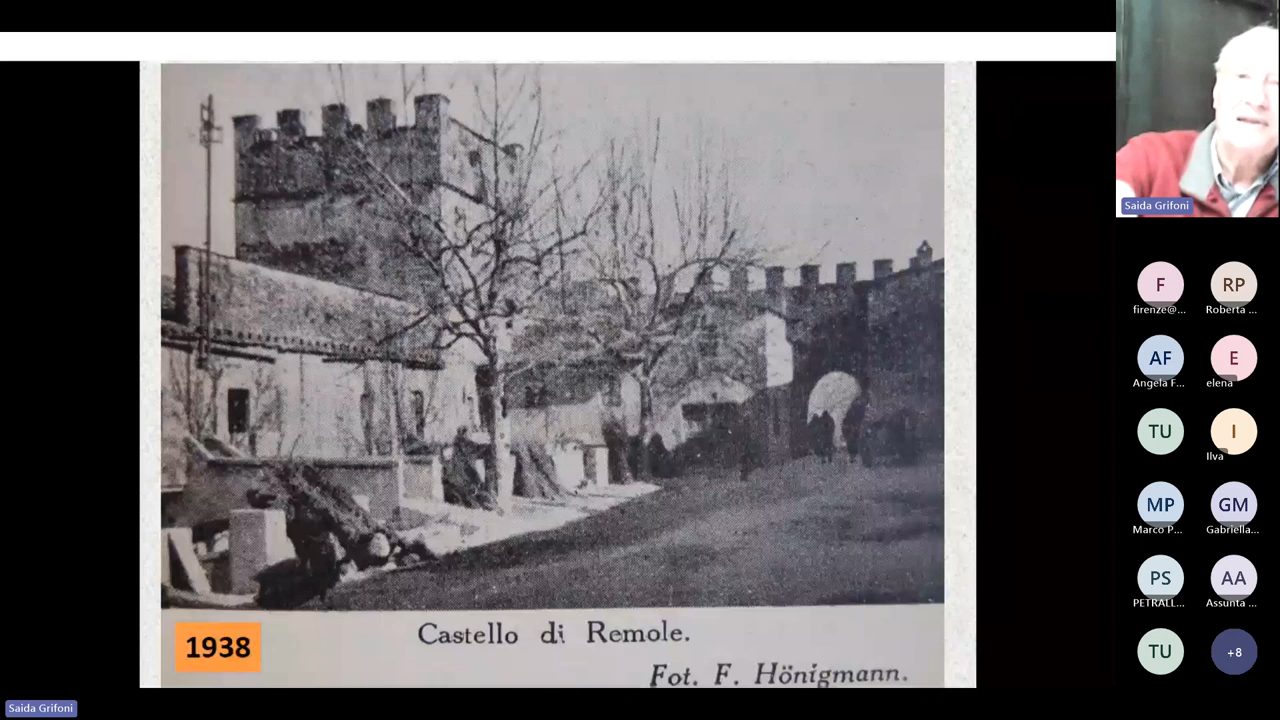 Castello di Remole.
1938
Fot. F. Hönigmann.
Saida Grifoni
F
firenze@...
RP
Roberta ...
AF
Angela F...
E
elena
TU
I
Ilva
MP
Marco P...
GM
Gabriella...
PS
PETRALL...
AA
Assunta ...
TU
+8
Saida Grifoni